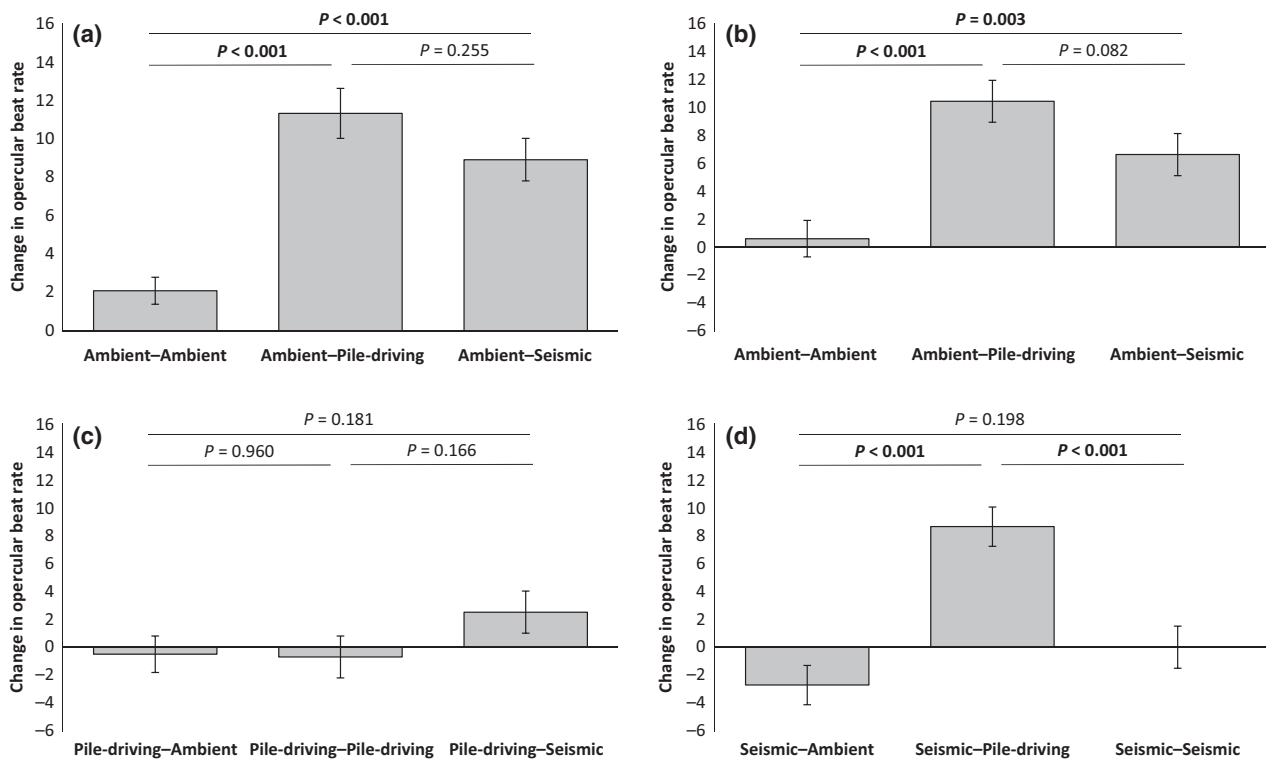 (a)
P < 0.001
P < 0.001
P = 0.255
Change in opercular beat rate
16
14
12
10
8
6
4
2
0
Ambient–Ambient Ambient–Pile-driving Ambient–Seismic
(b)
P = 0.003
P < 0.001
P = 0.082
Change in opercular beat rate
16
14
12
10
8
6
4
2
0
–2
–4
–6
Ambient–Ambient Ambient–Pile-driving Ambient–Seismic
(c)
P = 0.181
P = 0.960
P = 0.166
Change in opercular beat rate
16
14
12
10
8
6
4
2
0
–2
–4
–6
Pile-driving–Ambient Pile-driving–Pile-driving Pile-driving–Seismic
(d)
P = 0.198
P < 0.001
P < 0.001
Change in opercular beat rate
16
14
12
10
8
6
4
2
0
–2
–4
–6
Seismic–Ambient Seismic–Pile-driving Seismic–Seismic